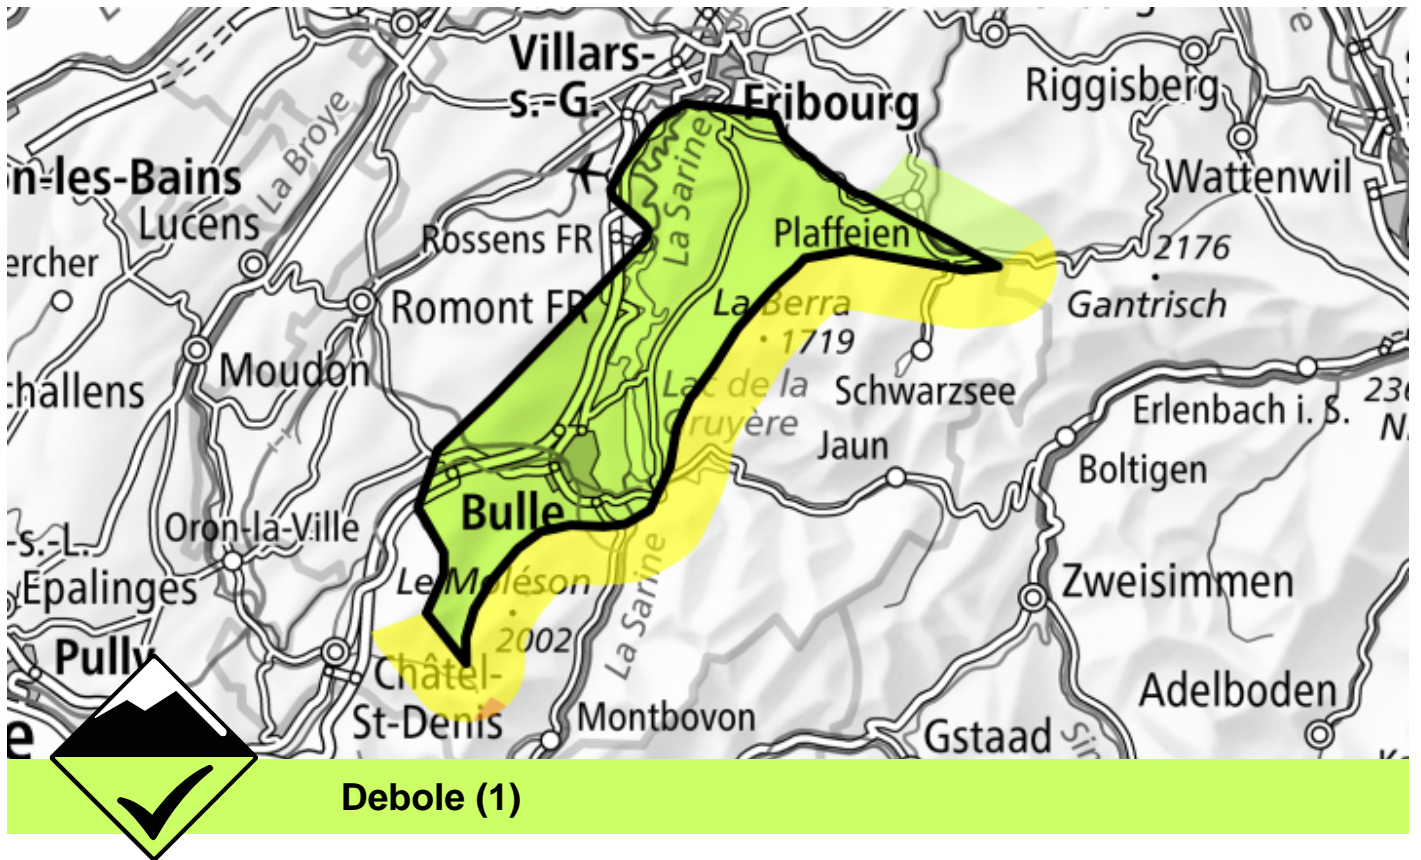 Villars-
s.-G.
Fribourg
Riggisberg
La Broye
La Sarine
n-les-Bains
Wattenwil
Lucens
Rossens FR
Plaffeien
2176
ercher
Gantrisch
Romont FR
La Berra
1719
Moudon
Lac de la
Gruyère
Schwarzsee
challens
Erlenbach i. S.
236
N
Jaun
Boltigen
Bulle
Oron-la-Ville
-s.-L.
Epalinges
Le Moléson
2002
La Sarine
Zweisimmen
Pully
Châtel-
St-Denis
Adelboden
Montbovon
Gstaad
Sim
e
Debole (1)